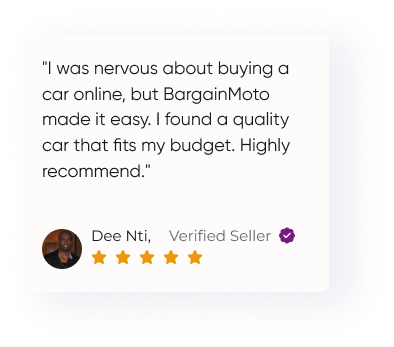 "I was nervous about buying a
car online, but BargainMoto
made it easy. I found a quality
car that fits my budget. Highly
recommend."
Dee Nti, Verified Seller